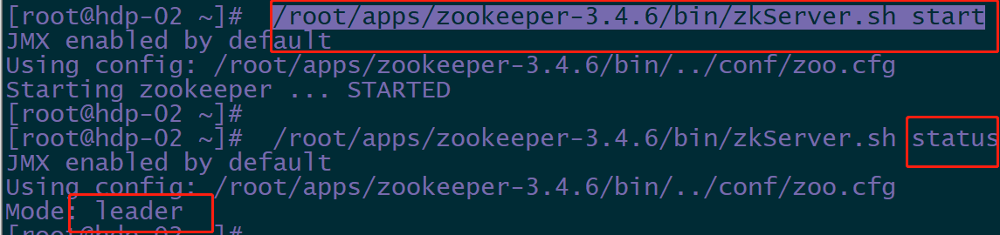 [root@hdp-02 ~]#  /root/apps/zookeeper-3.4.6/bin/zkServer.sh start
JMX enabled by default
Using config: /root/apps/zookeeper-3.4.6/bin/../conf/zoo.cfg
Starting zookeeper ... STARTED
[root@hdp-02 ~]#
[root@hdp-02 ~]#  /root/apps/zookeeper-3.4.6/bin/zkServer.sh status
JMX enabled by default
Using config: /root/apps/zookeeper-3.4.6/bin/../conf/zoo.cfg
Mode: leader
[root@hdp-02 ~]#